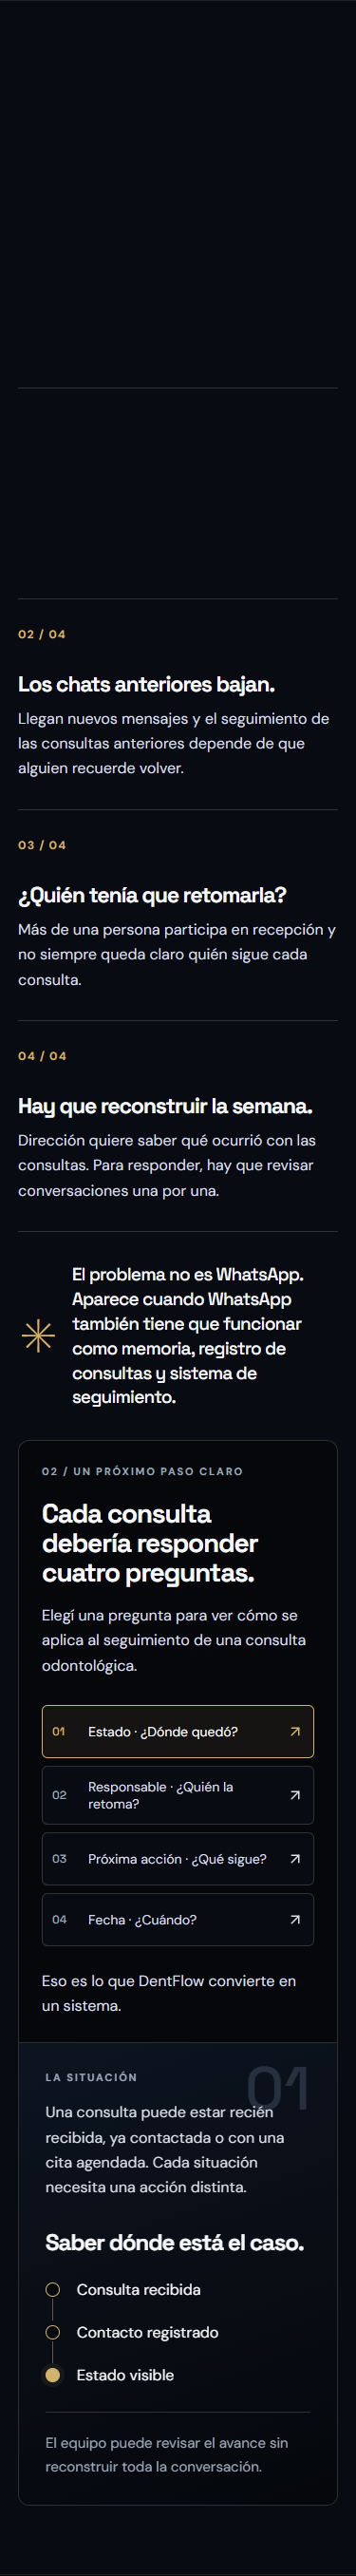 02 / 04
Los chats anteriores bajan.
Llegan nuevos mensajes y el seguimiento de
las consultas anteriores depende de que
alguien recuerde volver.
03 / 04
¿Quién tenía que retomarla?
Más de una persona participa en recepción y
no siempre queda claro quién sigue cada
consulta.
04 / 04
Hay que reconstruir la semana.
Dirección quiere saber qué ocurrió con las
consultas. Para responder, hay que revisar
conversaciones una por una.
El problema no es WhatsApp.
Aparece cuando WhatsApp
también tiene que funcionar
como memoria, registro de
consultas y sistema de
seguimiento.
02 / UN PRÓXIMO PASO CLARO
Cada consulta
debería responder
cuatro preguntas.
Elegí una pregunta para ver cómo se
aplica al seguimiento de una consulta
odontológica.
01 Estado · ¿Dónde quedó?
02 Responsable · ¿Quién la
retoma?
03 Próxima acción · ¿Qué sigue?
04 Fecha · ¿Cuándo?
Eso es lo que DentFlow convierte en
un sistema.
LA SITUACIÓN
01
Una consulta puede estar recién
recibida, ya contactada o con una
cita agendada. Cada situación
necesita una acción distinta.
Saber dónde está el caso.
Consulta recibida
Contacto registrado
Estado visible
El equipo puede revisar el avance sin
reconstruir toda la conversación.